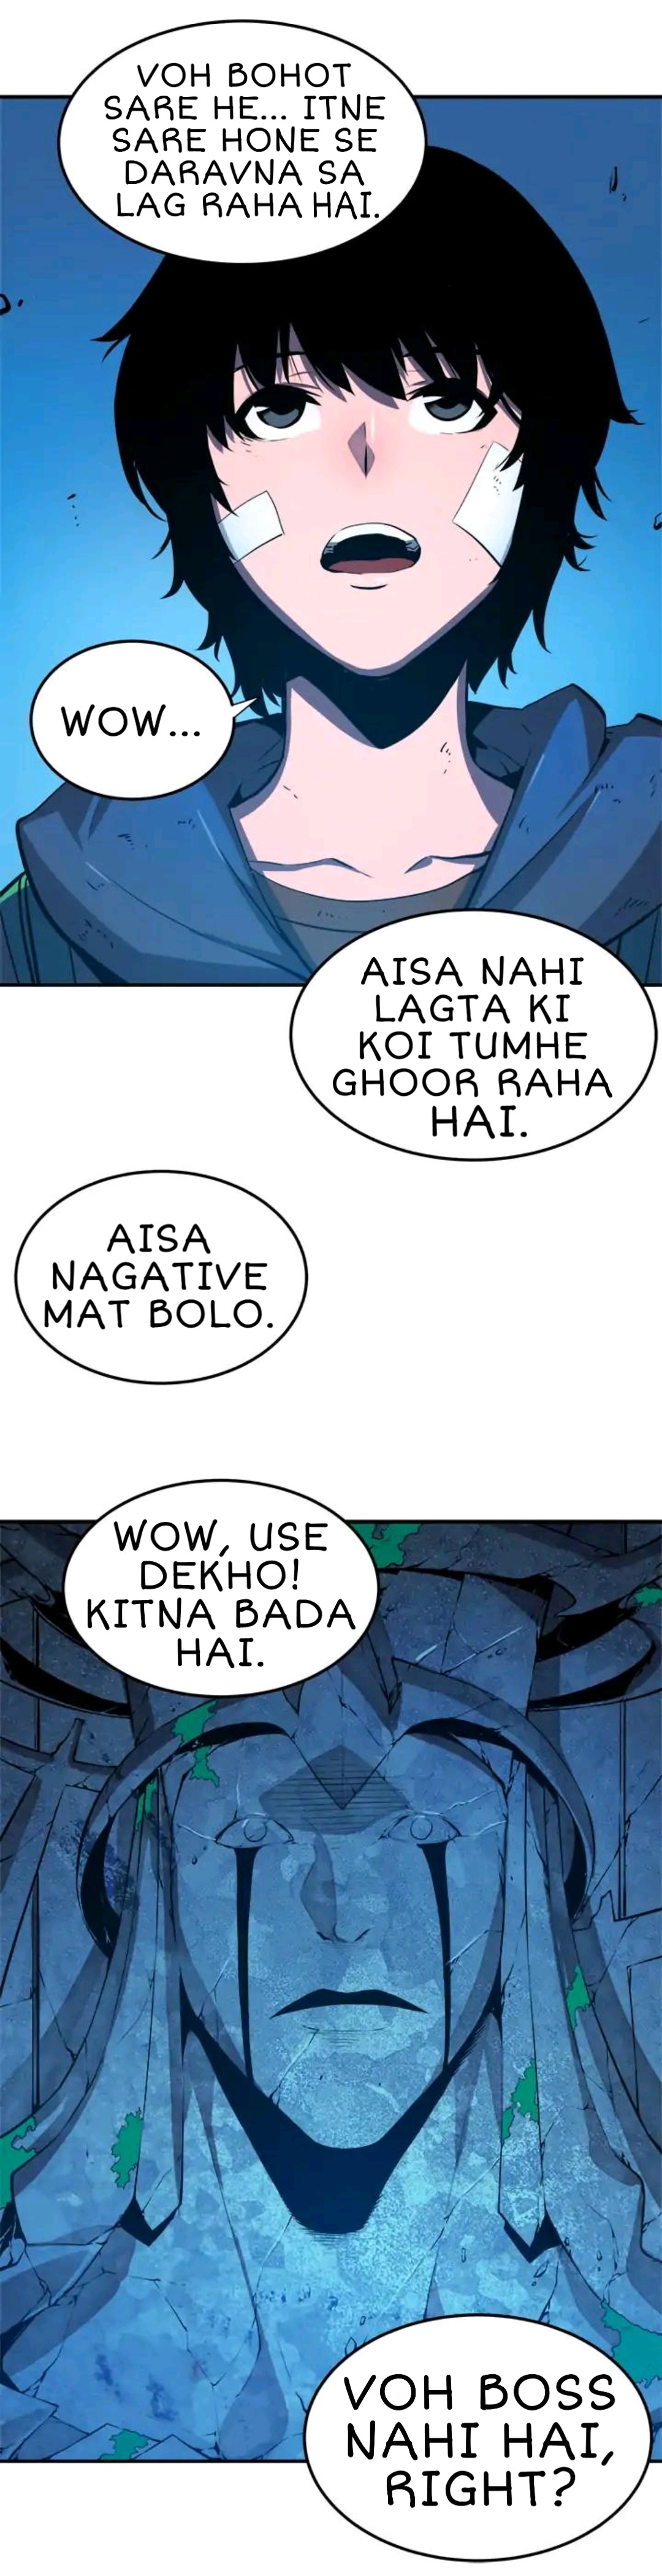 VOH BOHOT
SARE HE... ITNE
SARE HONE SE
DARAVNA SA
LAG RAHA HAI.
WOW...
AISA NAHI
LAGTA KI
KOI TUMHE
GHOOR RAHA
HAI.
AISA
NAGATIVE
MAT BOLO.
WOW, USE
DEKHO!
KITNA BADA
HAI.
VOH BOSS
NAHI HAI,
RIGHT?